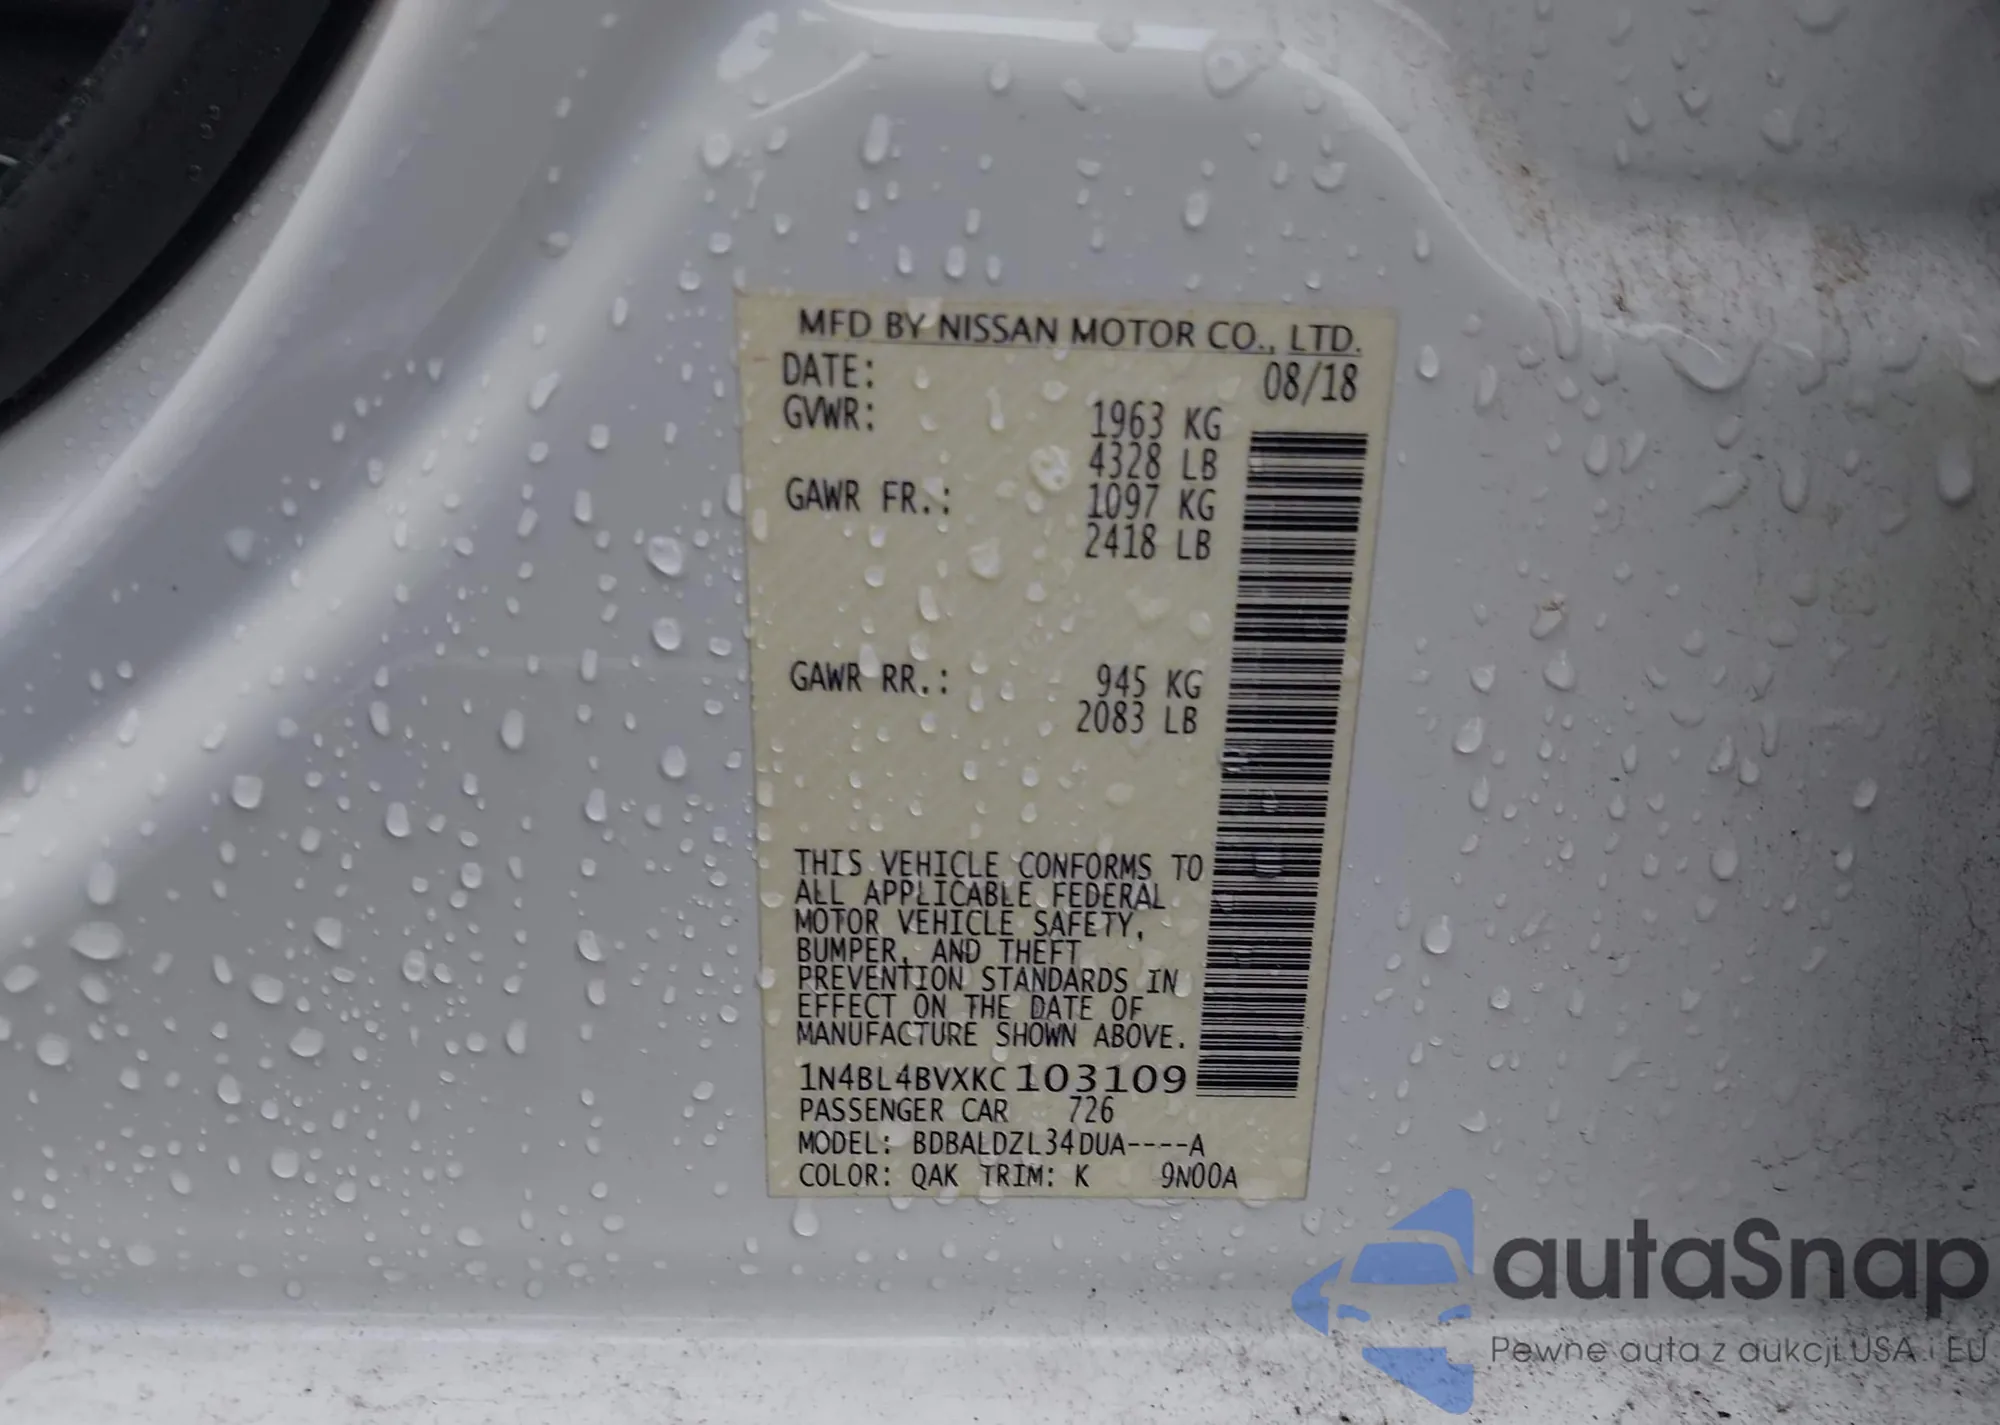 MFD BY NISSAN MOTOR CO., LTD.
DATE: 08/18
GVWR: 1963 KG
4328 LB
GAWR FR.: 1097 KG
2418 LB
GAWR RR.: 945 KG
2083 LB
THIS VEHICLE CONFORMS TO
ALL APPLICABLE FEDERAL
MOTOR VEHICLE SAFETY,
BUMPER, AND THEFT
PREVENTION STANDARDS IN
EFFECT ON THE DATE OF
MANUFACTURE SHOWN ABOVE.
1N4BL4BVXKC103109
PASSENGER CAR 726
MODEL: BDBALDZL34DUA----A
COLOR: QAK TRIM: K 9N00A
autaSnap
Pewne auta z aukcji USA i EU